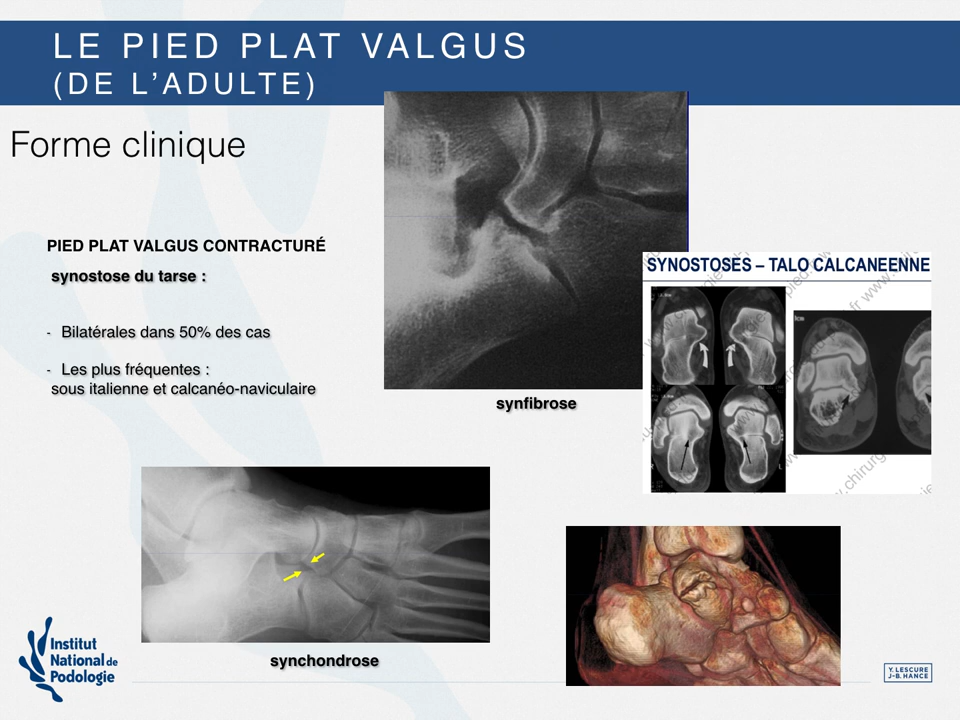 LE PIED PLAT VALGUS
(DE L'ADULTE)
Forme clinique
PIED PLAT VALGUS CONTRACTURÉ
synostose du tarse :
- Bilatérales dans 50% des cas
- Les plus fréquentes :
sous italienne et calcanéo-naviculaire
synfibrose
SYNOSTOSES – TALO CALCANEENNE
synchondrose
Institut
National de
Podologie
Y. LESCURE
J-B. HANCE